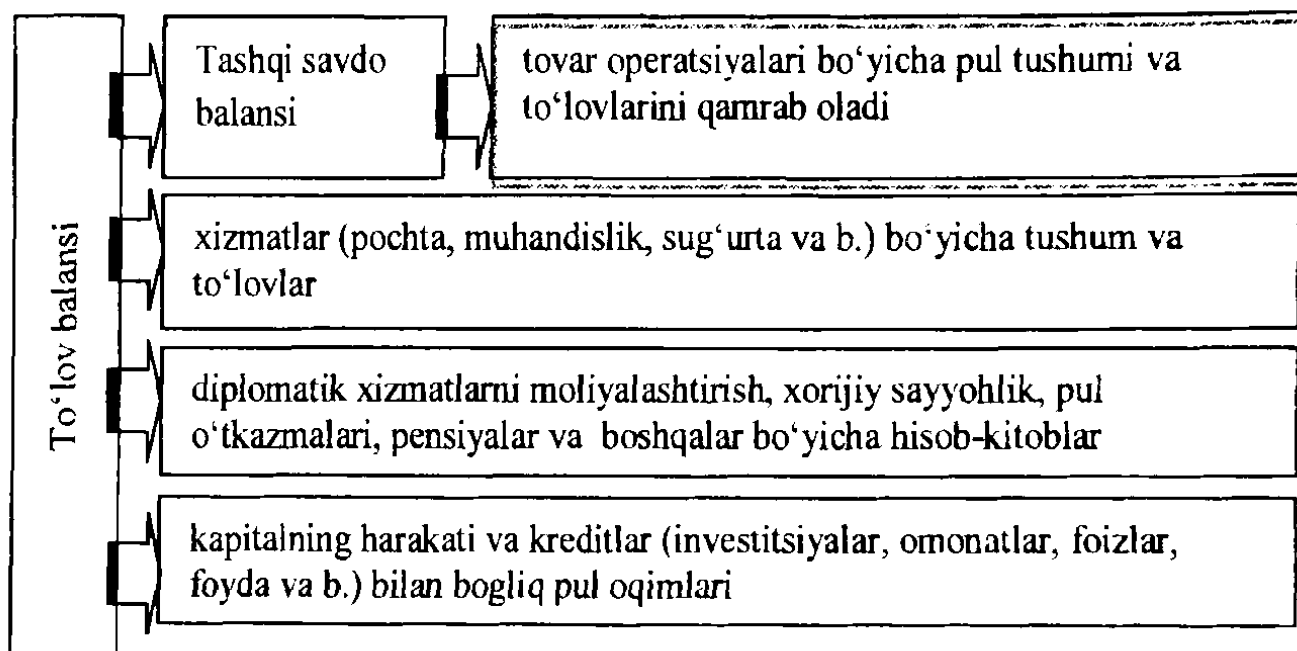 To‘lov balansi
Tashqi savdo
balansi
tovar operatsiyalari bo‘yicha pul tushumi va
to‘lovlarini qamrab oladi
xizmatlar (pochta, muhandislik, sug‘urta va b.) bo‘yicha tushum va
to‘lovlar
diplomatik xizmatlarni moliyalashtirish, xorijiy sayyohlik, pul
o‘tkazmalari, pensiyalar va boshqalar bo‘yicha hisob-kitoblar
kapitalning harakati va kreditlar (investitsiyalar, omonatlar, foizlar,
foyda va b.) bilan bogliq pul oqimlari